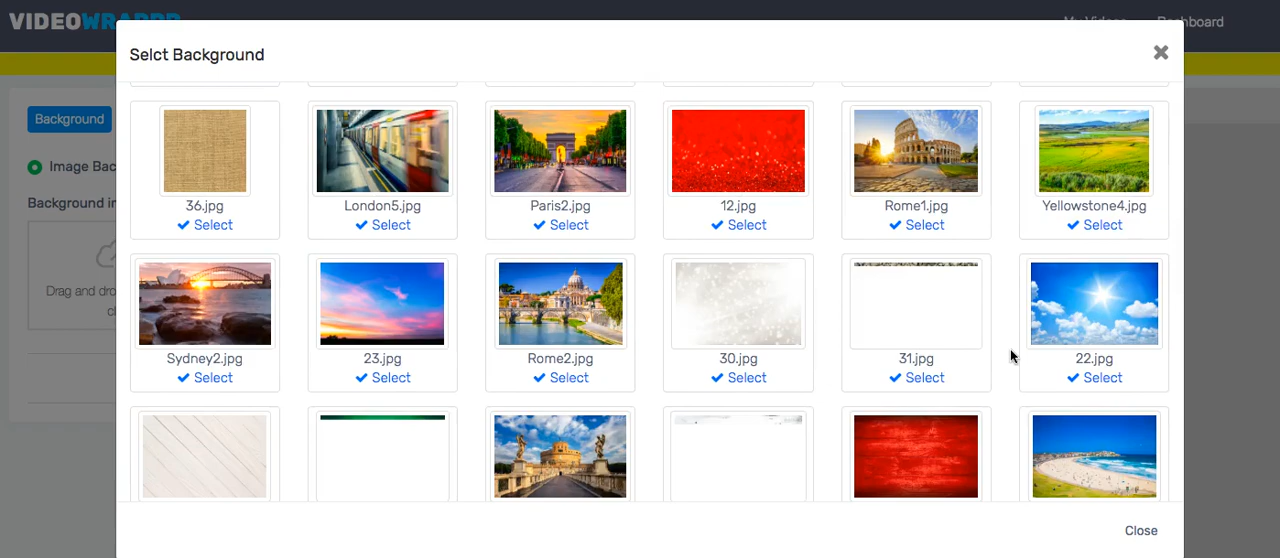 VIDEOWRAPPR
My Videos Dashboard
Selct Background
Background
Image Bac
Background in
Drag and dro
cl
36.jpg London5.jpg Paris2.jpg 12.jpg Rome1.jpg Yellowstone4.jpg
Select Select Select Select Select Select
Sydney2.jpg 23.jpg Rome2.jpg 30.jpg 31.jpg 22.jpg
Select Select Select Select Select Select
Close